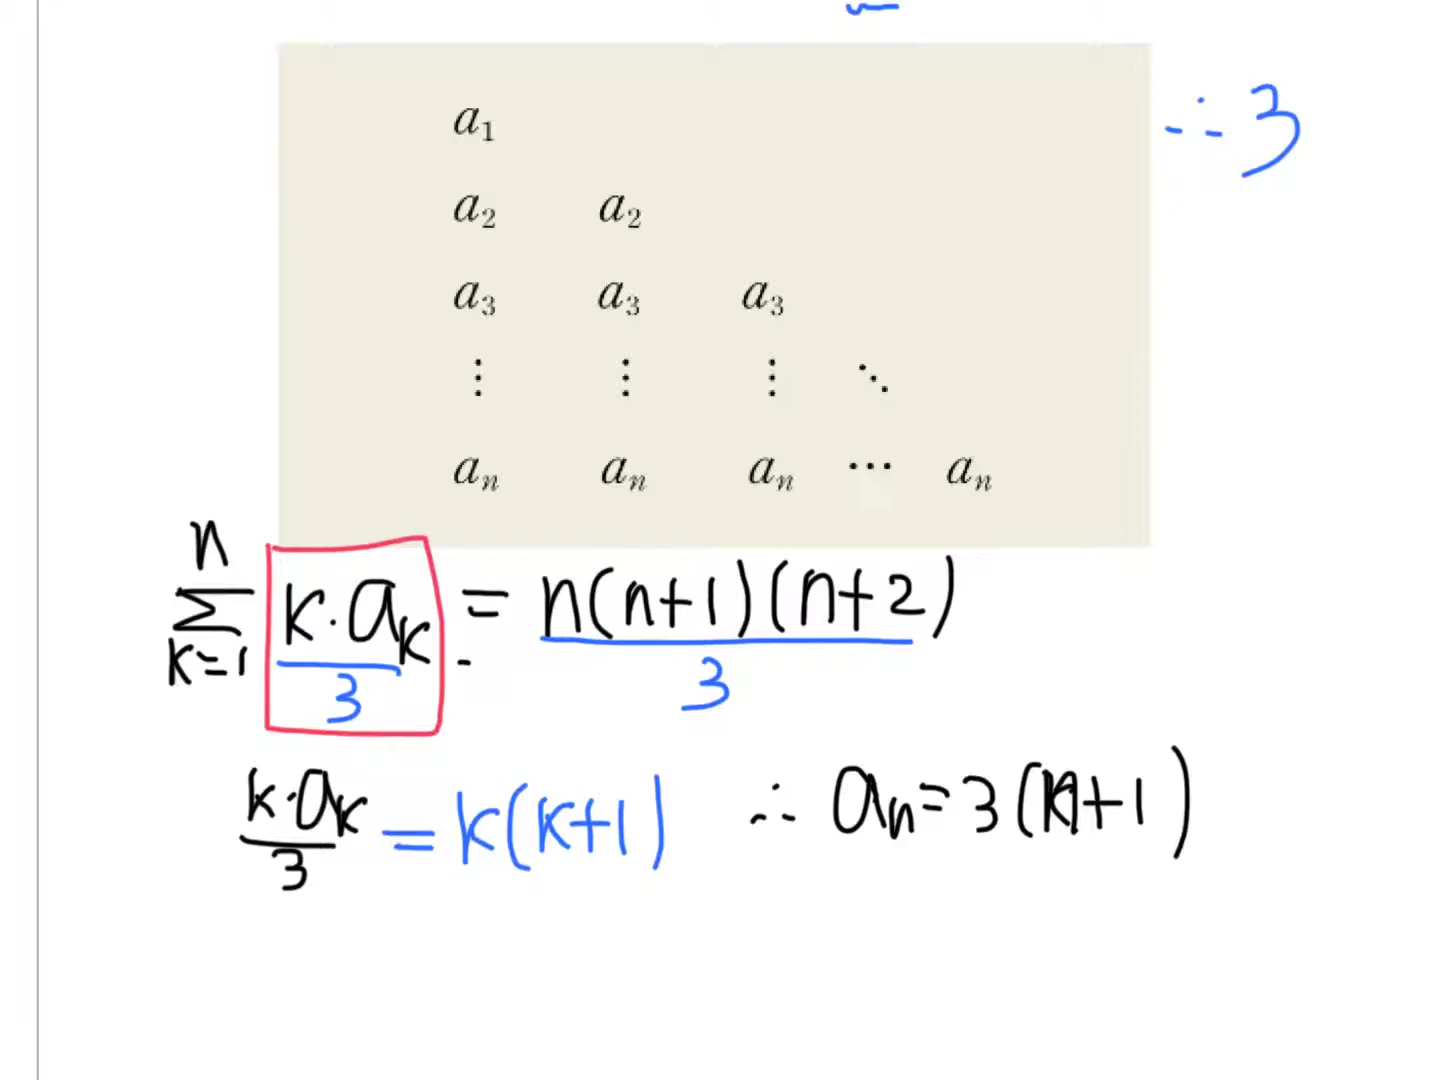 ∴ 3
a₁
a₂ a₂
a₃ a₃ a₃
⋮ ⋮ ⋮ ⋱
aₙ aₙ aₙ ⋯ aₙ
n
Σ k·aₖ/3 = n(n+1)(n+2)/3
k=1
k·aₖ/3 = k(k+1) ∴ aₙ=3(n+1)